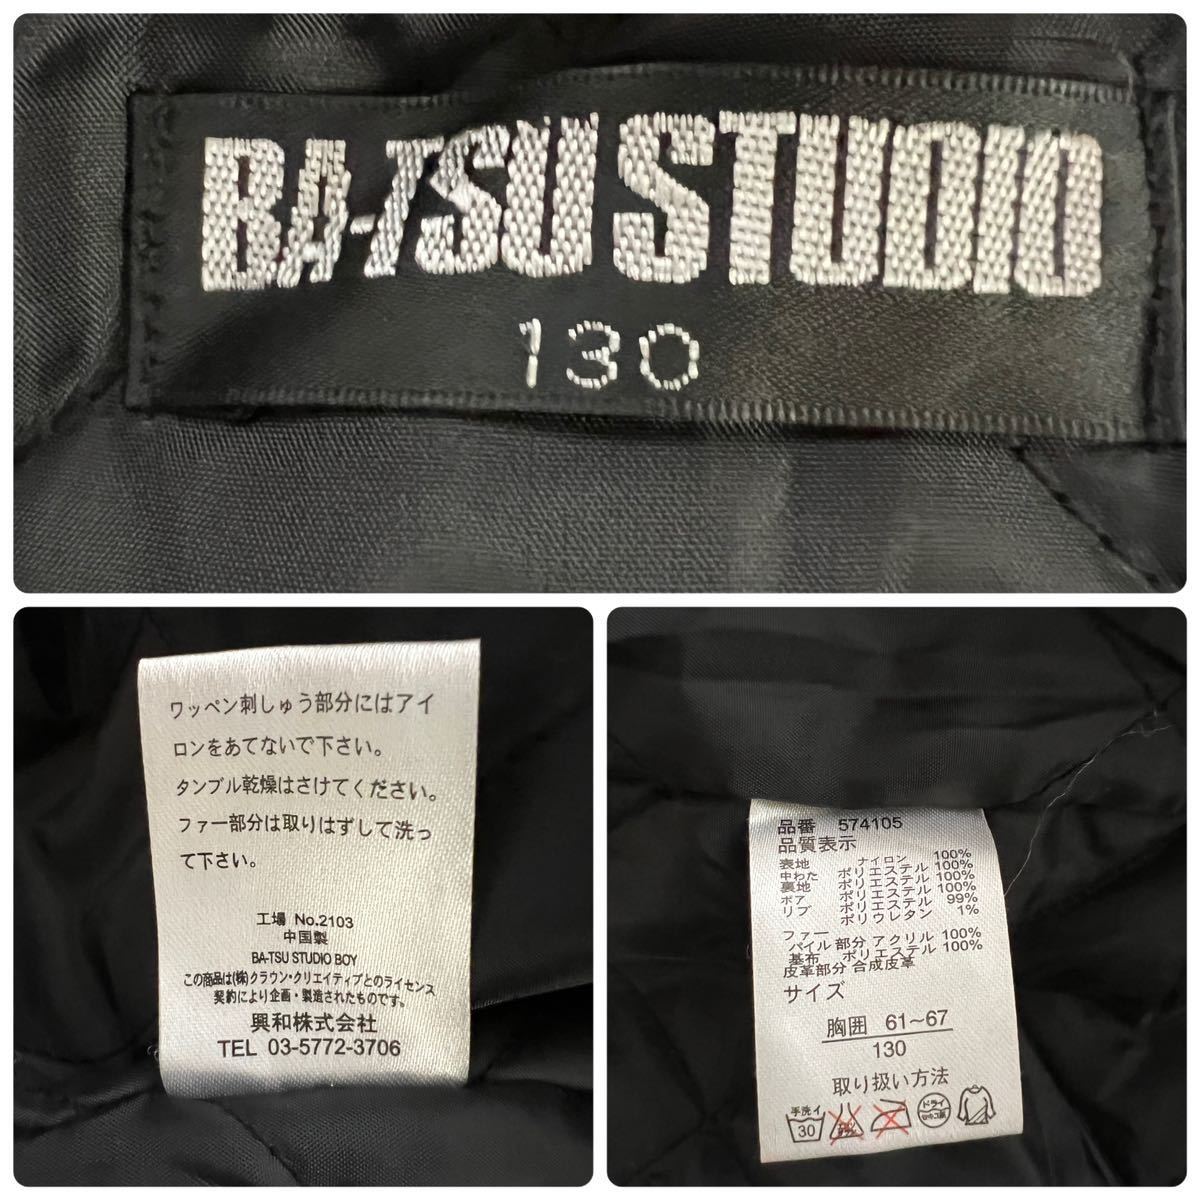 BA-TSU STUDIO
130
ワッペン刺しゅう部分にはアイ
ロンをあてないで下さい。
タンブル乾燥はさけてください。
ファー部分は取りはずして洗っ
て下さい。
工場 No.2103
中国製
BA-TSU STUDIO BOY
この商品は(株)クラウン・クリエイティブとのライセンス
契約により企画・製造されたものです。
興和株式会社
TEL 03-5772-3706
品番 574105
品質表示
表地 ナイロン 100%
中わた ポリエステル 100%
裏地 ポリエステル 100%
ボア ポリエステル 100%
リブ ポリエステル 99%
ポリウレタン 1%
ファー
パイル部分 アクリル 100%
基布 ポリエステル 100%
皮革部分 合成皮革
サイズ
胸囲 61~67
130
取り扱い方法
手洗イ
30
ドライ